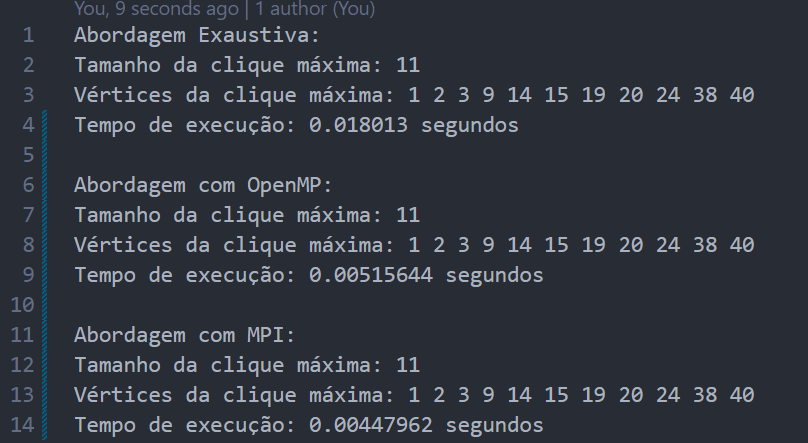 You, 9 seconds ago | 1 author (You)
1 Abordagem Exaustiva:
2 Tamanho da clique máxima: 11
3 Vértices da clique máxima: 1 2 3 9 14 15 19 20 24 38 40
4 Tempo de execução: 0.018013 segundos
5
6 Abordagem com OpenMP:
7 Tamanho da clique máxima: 11
8 Vértices da clique máxima: 1 2 3 9 14 15 19 20 24 38 40
9 Tempo de execução: 0.00515644 segundos
10
11 Abordagem com MPI:
12 Tamanho da clique máxima: 11
13 Vértices da clique máxima: 1 2 3 9 14 15 19 20 24 38 40
14 Tempo de execução: 0.00447962 segundos